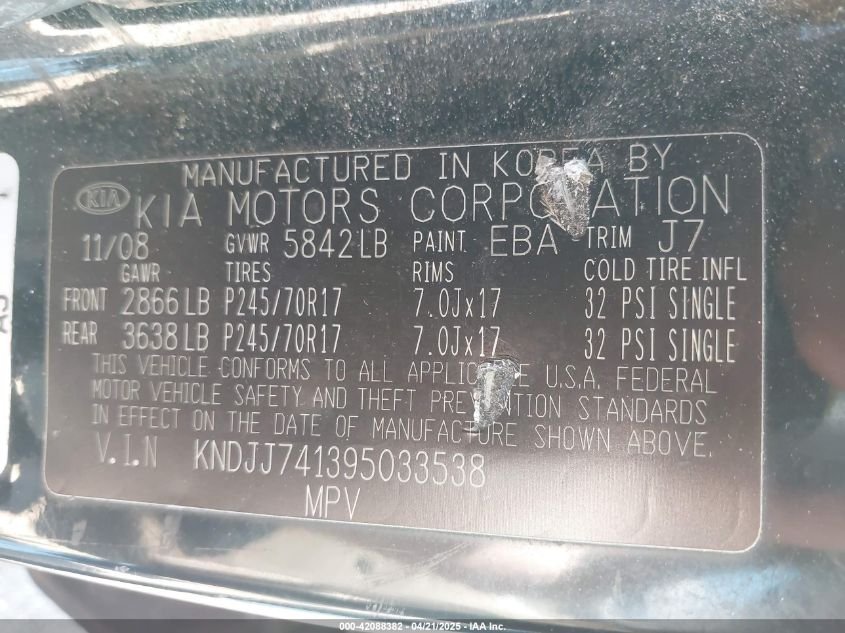 MANUFACTURED IN KOREA BY
KIA KIA MOTORS CORPORATION
11/08 GVWR 5842LB PAINT EBA TRIM J7
GAWR TIRES RIMS COLD TIRE INFL
FRONT 2866LB P245/70R17 7.0Jx17 32 PSI SINGLE
REAR 3638LB P245/70R17 7.0Jx17 32 PSI SINGLE
THIS VEHICLE CONFORMS TO ALL APPLICABLE U.S.A. FEDERAL
MOTOR VEHICLE SAFETY AND THEFT PREVENTION STANDARDS
IN EFFECT ON THE DATE OF MANUFACTURE SHOWN ABOVE.
V.I.N KNDJJ741395033538
MPV
000-42088382 - 04/21/2025 - IAA Inc.